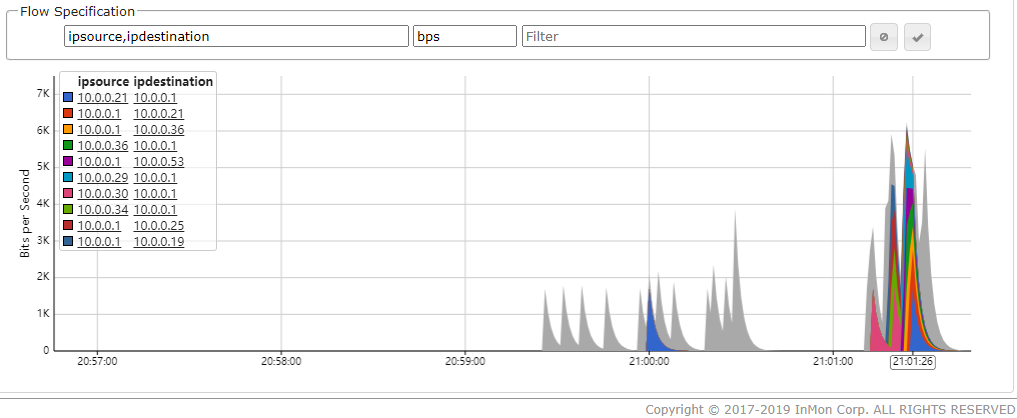 Flow Specification
ipsource,ipdestination bps Filter
ipsource ipdestination
10.0.0.21 10.0.0.1
10.0.0.1 10.0.0.21
10.0.0.1 10.0.0.36
10.0.0.36 10.0.0.1
10.0.0.1 10.0.0.53
10.0.0.29 10.0.0.1
10.0.0.30 10.0.0.1
10.0.0.34 10.0.0.1
10.0.0.1 10.0.0.25
10.0.0.1 10.0.0.19
Bits per Second
7K
6K
5K
4K
3K
2K
1K
0
20:57:00 20:58:00 20:59:00 21:00:00 21:01:00 21:01:26
Copyright © 2017-2019 InMon Corp. ALL RIGHTS RESERVED